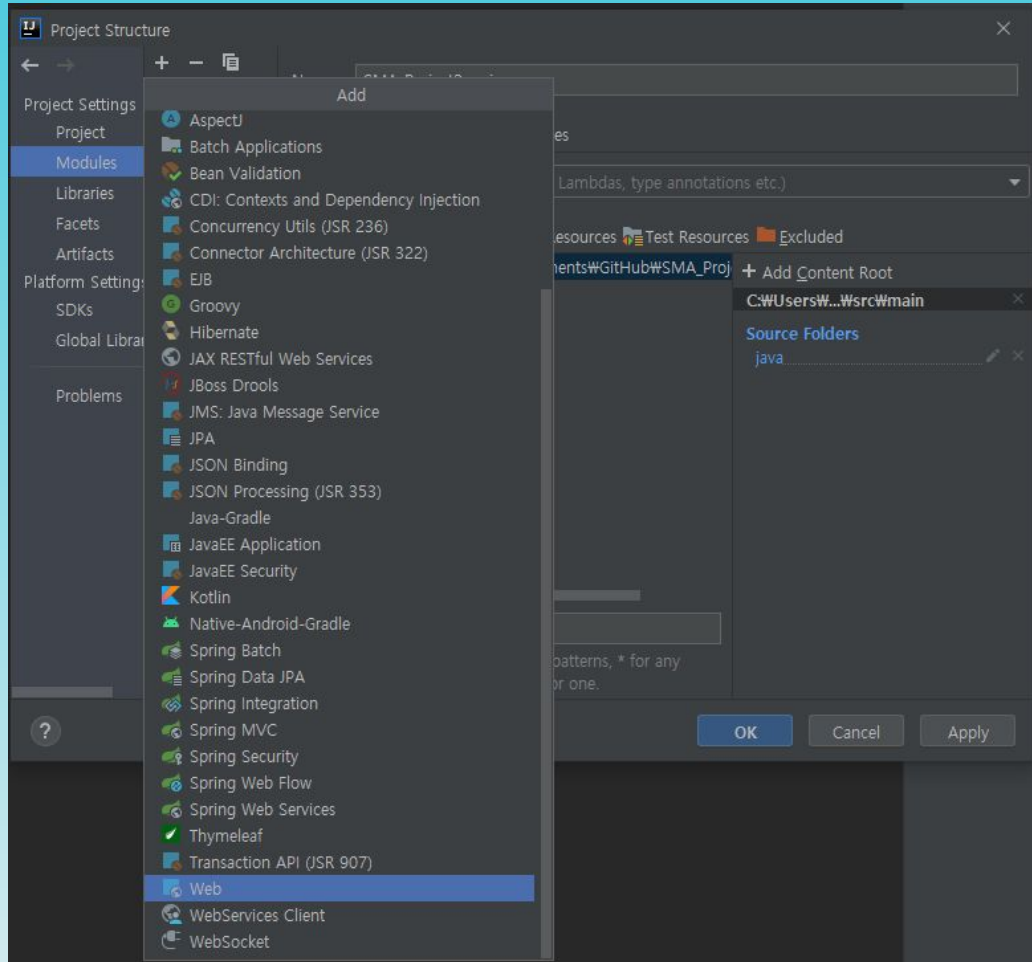 Project Structure
Add
Project Settings
Project
Modules
Libraries
Facets
Artifacts
Platform
SDKs
Global
Problems
AspectJ
Batch Applications
Bean Validation
CDI: Contexts and Dependency Injection
Concurrency Utils (JSR 236)
Connector Architecture (JSR 322)
EJB
Groovy
Hibernate
JAX RESTful Web Services
JBoss Drools
JMS: Java Message Service
JPA
JSON Binding
JSON Processing (JSR 353)
Java-Gradle
JavaEE Application
JavaEE Security
Kotlin
Native-Android-Gradle
Spring Batch
Spring Data JPA
Spring Integration
Spring MVC
Spring Security
Spring Web Flow
Spring Web Services
Thymeleaf
Transaction API (JSR 907)
Web
WebServices Client
WebSocket
Lambdas, type annotations etc.)
Test Resources Excluded
₩GitHub₩SMA_Proj
+ Add Content Root
C:₩Users₩...₩src₩main
Source Folders
java
patterns, * for any
or one.
?
OK Cancel Apply